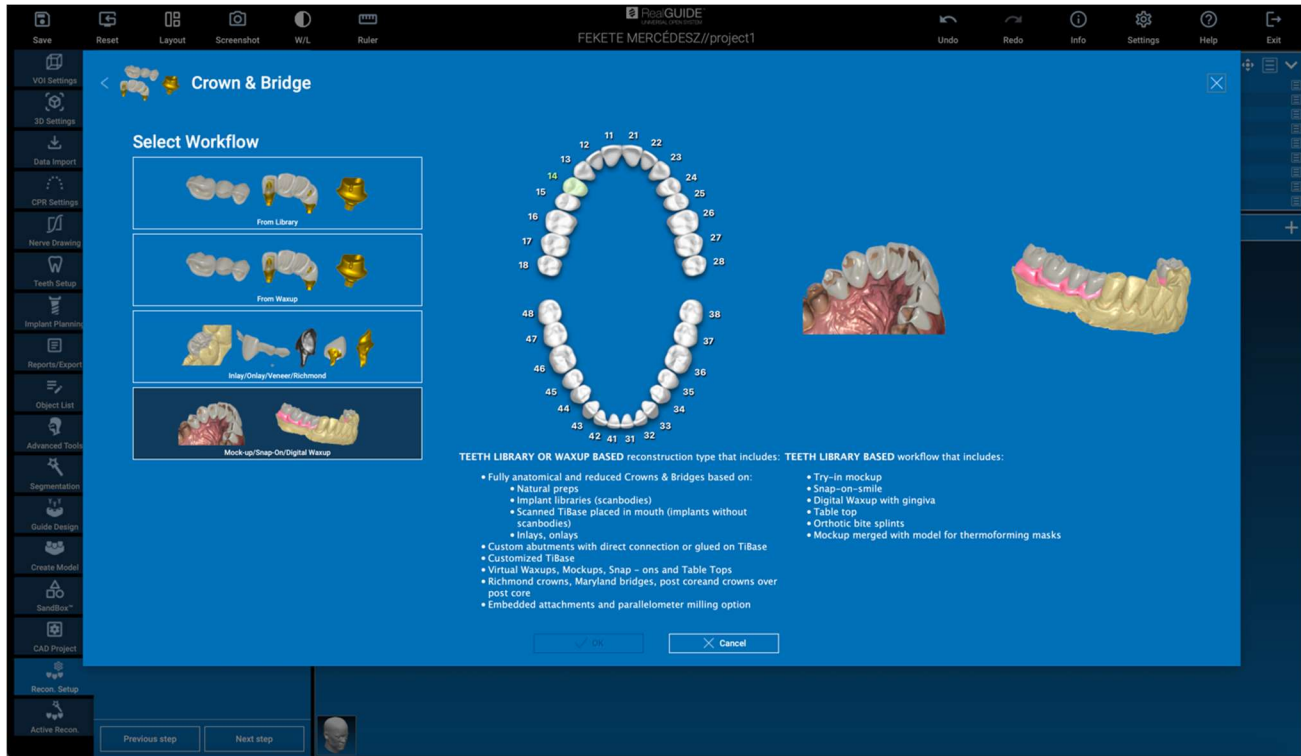 Save
Reset
Layout
Screenshot
W/L
Ruler
RealGUIDE
UNIVERSAL OPEN SYSTEM
FEKETE MERCÉDESZ//project1
Undo
Redo
Info
Settings
Help
Exit
VOI Settings
3D Settings
Data Import
CPR Settings
Nerve Drawing
Teeth Setup
Implant Planning
Reports/Export
Object List
Advanced Tools
Segmentation
Guide Design
Create Model
SandBox™
CAD Project
Recon. Setup
Active Recon.
Crown & Bridge
Select Workflow
From Library
From Waxup
Inlay/Onlay/Veneer/Richmond
Mock-up/Snap-On/Digital Waxup
11 21
12 22
13 23
14 24
15 25
16 26
17 27
18 28
48 38
47 37
46 36
45 35
44 34
43 33
42 41 31 32
TEETH LIBRARY OR WAXUP BASED reconstruction type that includes:
• Fully anatomical and reduced Crowns & Bridges based on:
• Natural preps
• Implant libraries (scanbodies)
• Scanned TiBase placed in mouth (implants without
scanbodies)
• Inlays, onlays
• Custom abutments with direct connection or glued on TiBase
• Customized TiBase
• Virtual Waxups, Mockups, Snap – ons and Table Tops
• Richmond crowns, Maryland bridges, post coreand crowns over
post core
• Embedded attachments and parallelometer milling option
TEETH LIBRARY BASED workflow that includes:
• Try-in mockup
• Snap-on-smile
• Digital Waxup with gingiva
• Table top
• Orthotic bite splints
• Mockup merged with model for thermoforming masks
OK
Cancel
Previous step
Next step